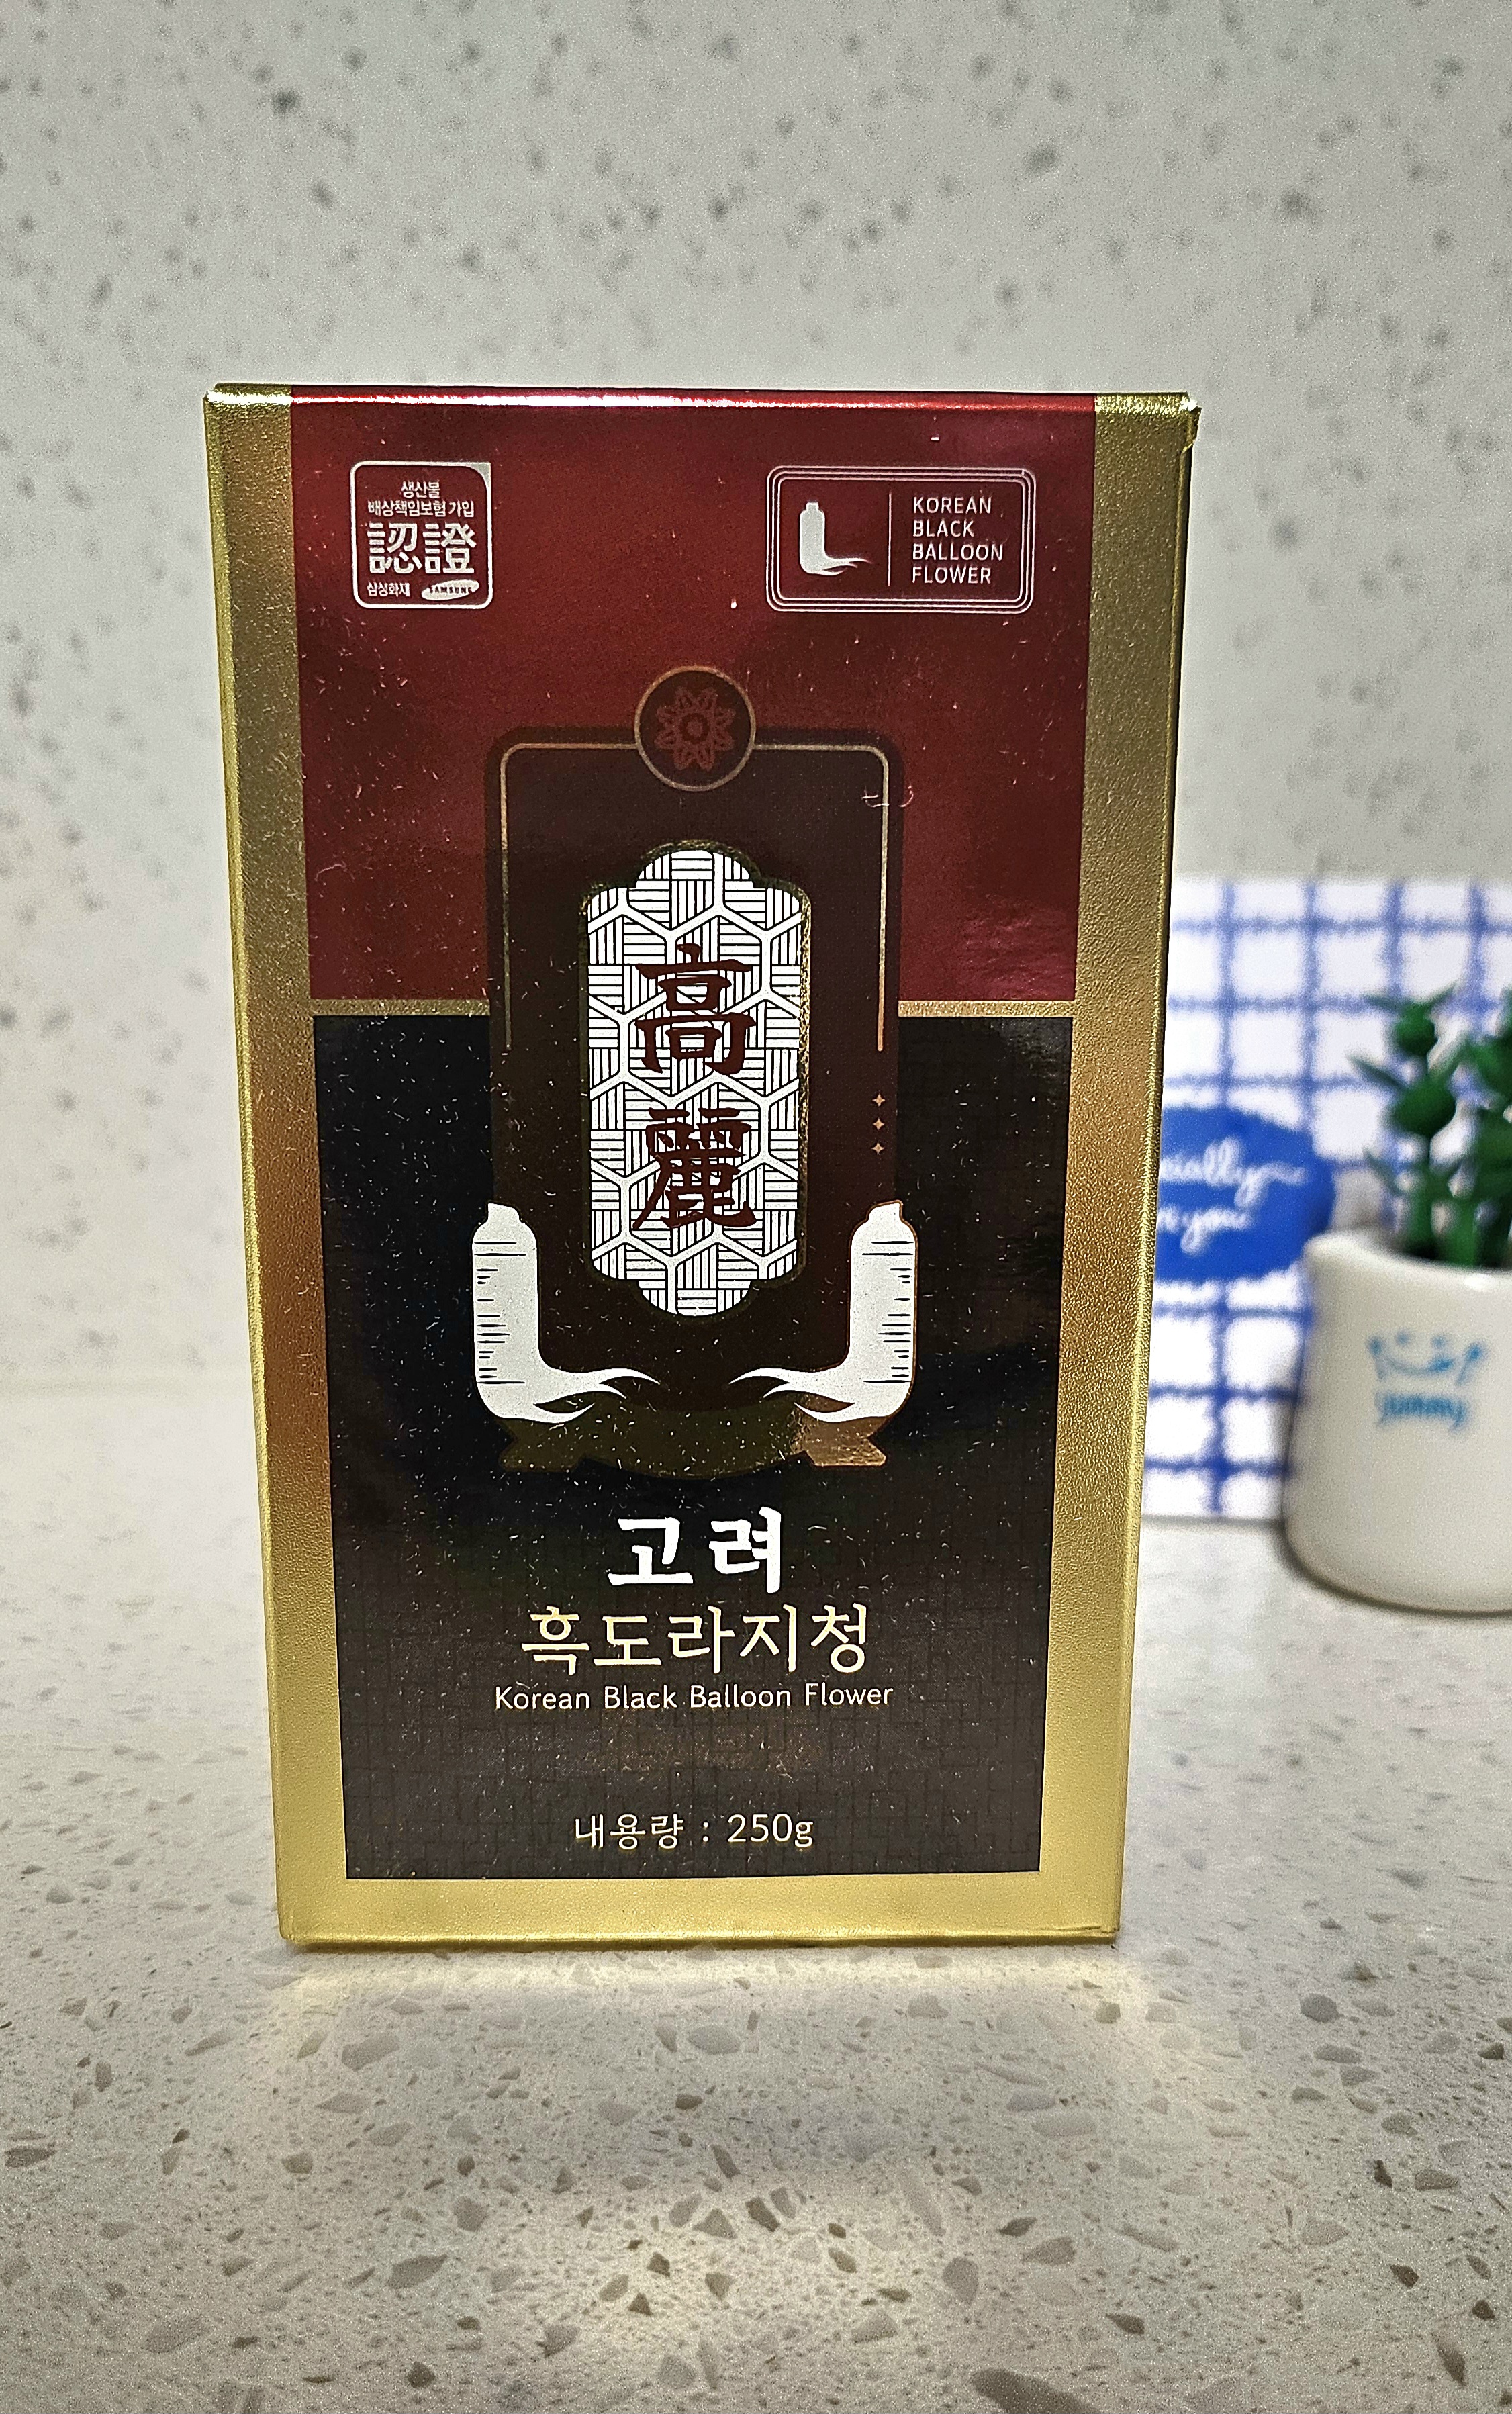 생산물
배상책임보험 가입
認證
삼성화재 SAMSUNG
KOREAN
BLACK
BALLOON
FLOWER
高
麗
고려
흑도라지청
Korean Black Balloon Flower
내용량 : 250g
yummy